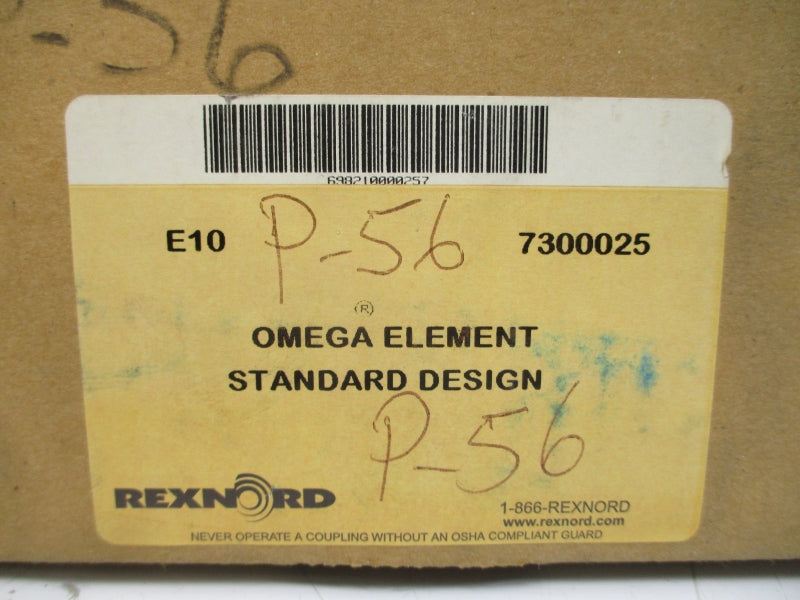 P-56
698210000257
E10 P-56 7300025
®
OMEGA ELEMENT
STANDARD DESIGN
P-56
REXNORD
1-866-REXNORD
www.rexnord.com
NEVER OPERATE A COUPLING WITHOUT AN OSHA COMPLIANT GUARD